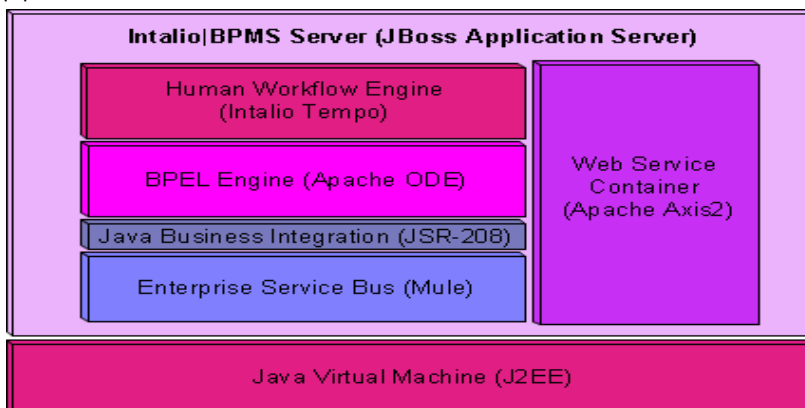 Intalio|BPMS Server (JBoss Application Server)
Human Workflow Engine
(Intalio Tempo)
BPEL Engine (Apache ODE)
Java Business Integration (JSR-208)
Enterprise Service Bus (Mule)
Web Service
Container
(Apache Axis2)
Java Virtual Machine (J2EE)